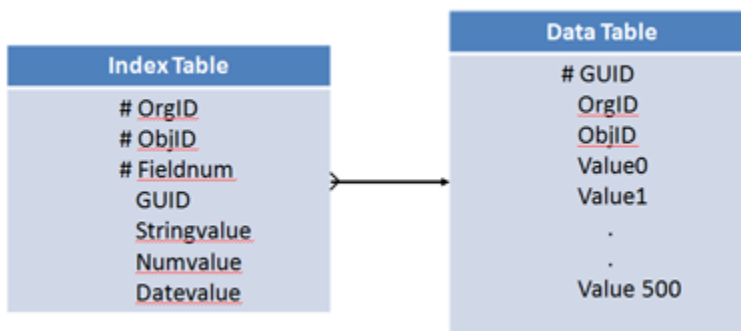 Index Table
# OrgID
# ObjID
# Fieldnum
GUID
Stringvalue
Numvalue
Datevalue
Data Table
# GUID
OrgID
ObjID
Value0
Value1
.
.
Value 500